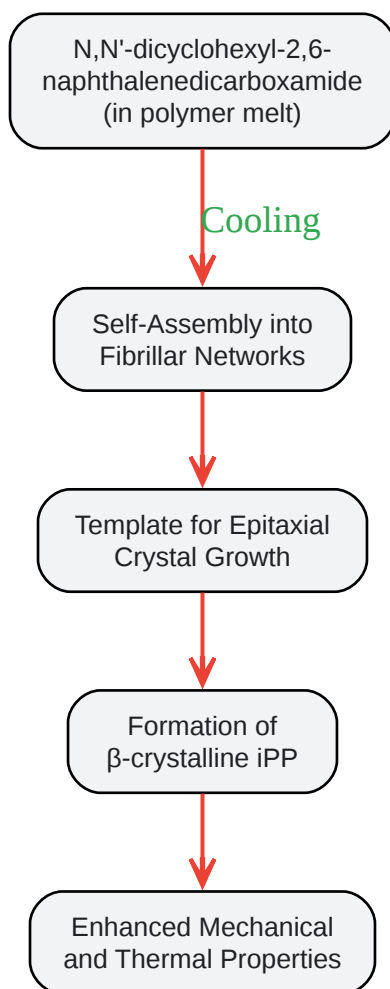 N,N'-dicyclohexyl-2,6-
naphthalenedicarboxamide
(in polymer melt)
Cooling
Self-Assembly into
Fibrillar Networks
Template for Epitaxial
Crystal Growth
Formation of
β-crystalline iPP
Enhanced Mechanical
and Thermal Properties